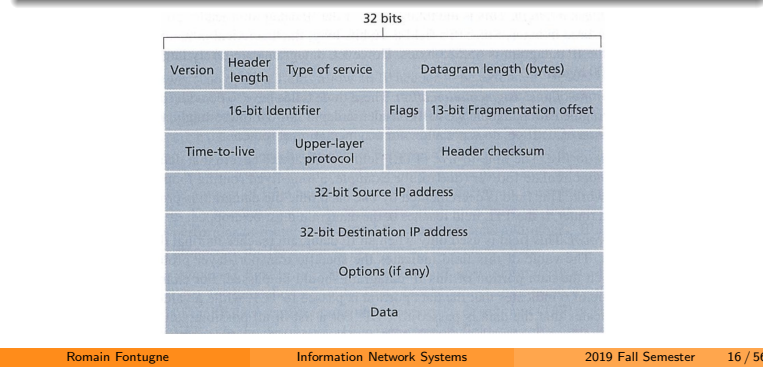 32 bits
Version Header length Type of service Datagram length (bytes)
16-bit Identifier Flags 13-bit Fragmentation offset
Time-to-live Upper-layer protocol Header checksum
32-bit Source IP address
32-bit Destination IP address
Options (if any)
Data
Romain Fontugne Information Network Systems 2019 Fall Semester 16 / 56